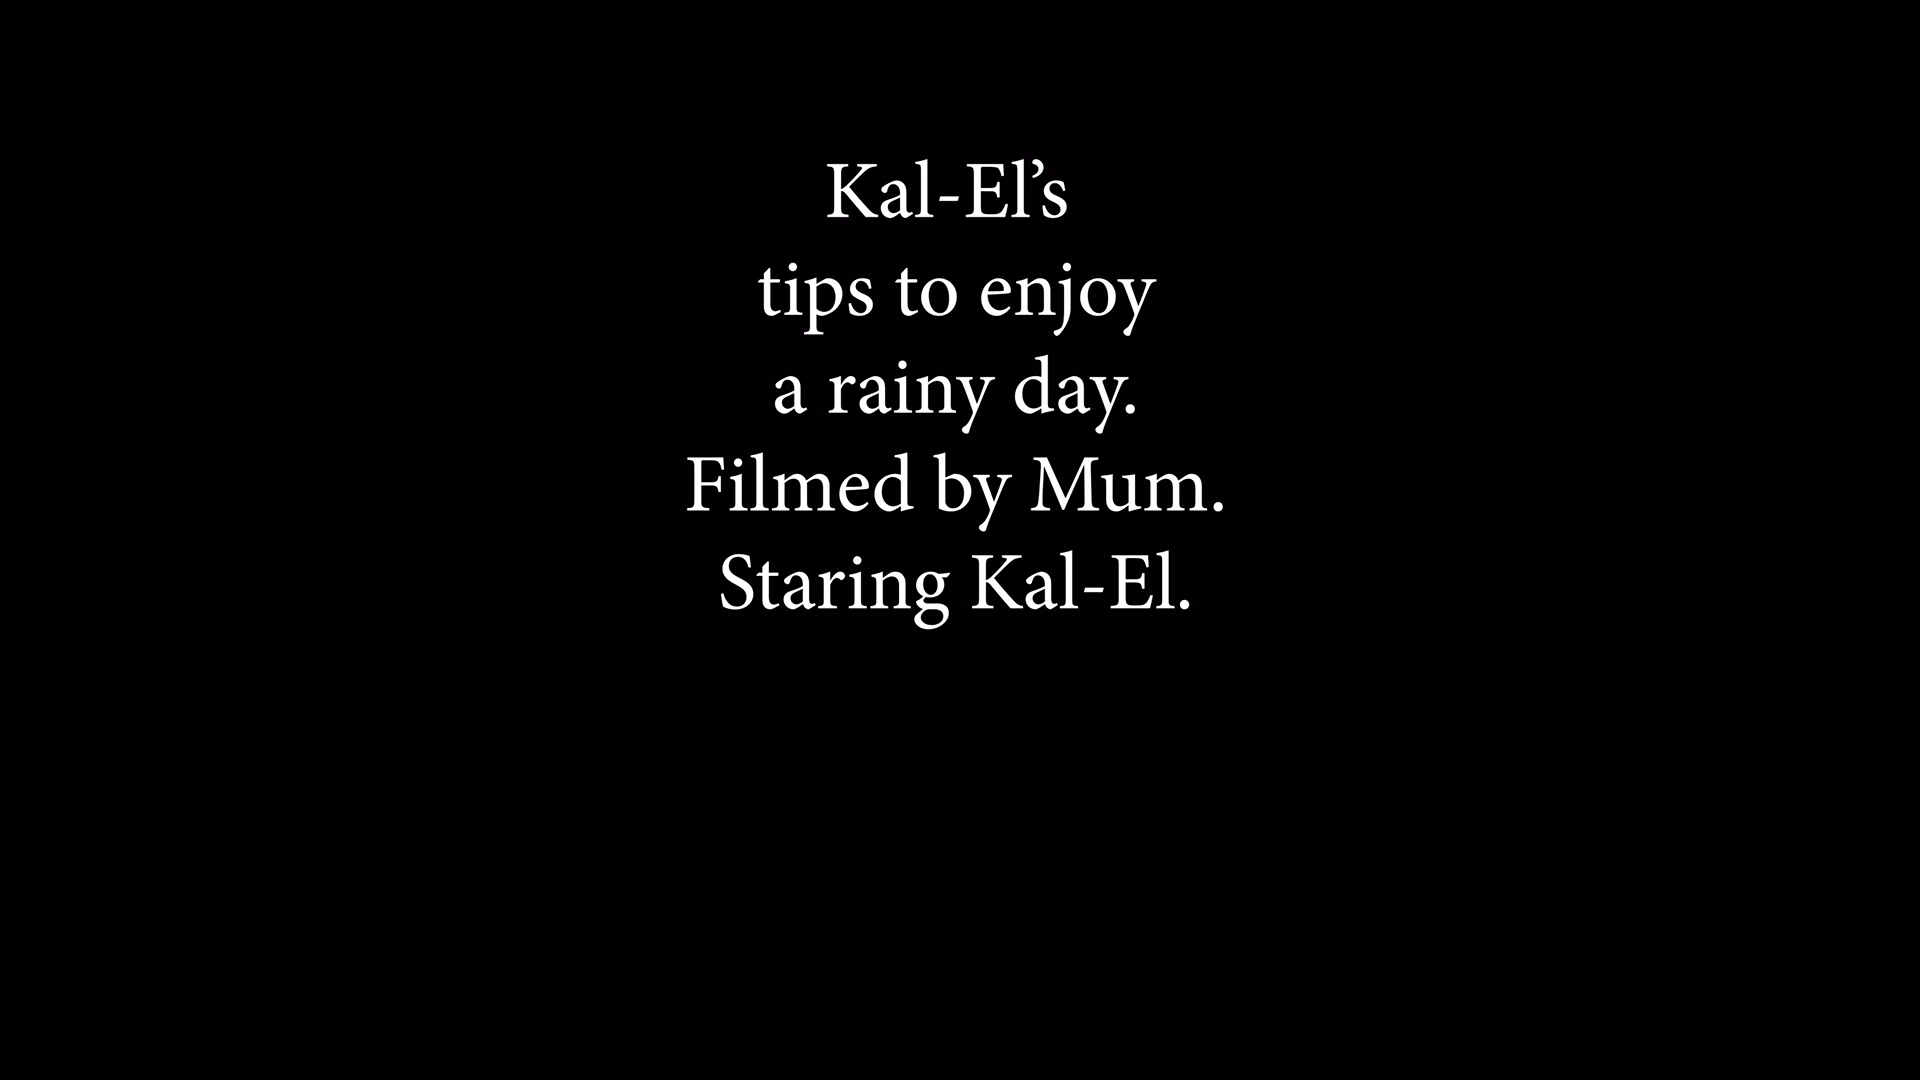 Kal-El’s
tips to enjoy
a rainy day.
Filmed by Mum.
Staring Kal-El.